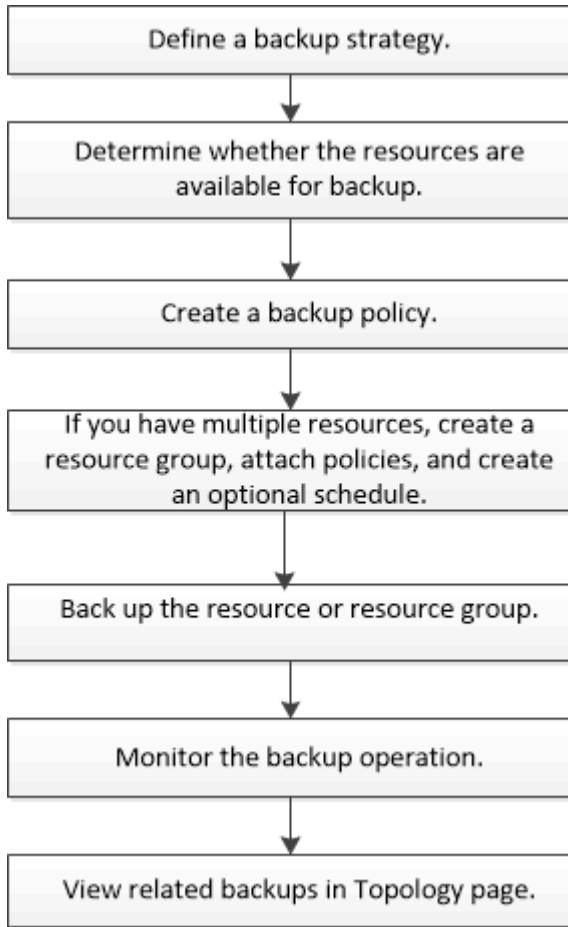 Define a backup strategy.
Determine whether the resources are
available for backup.
Create a backup policy.
If you have multiple resources, create a
resource group, attach policies, and create
an optional schedule.
Back up the resource or resource group.
Monitor the backup operation.
View related backups in Topology page.